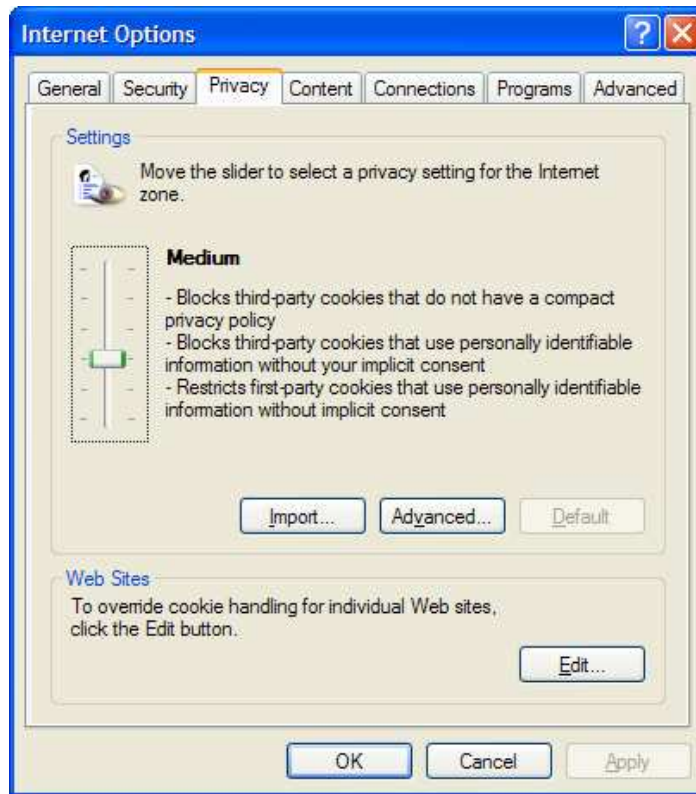 Internet Options
General Security Privacy Content Connections Programs Advanced
Settings
Move the slider to select a privacy setting for the Internet
zone.
Medium
- Blocks third-party cookies that do not have a compact
privacy policy
- Blocks third-party cookies that use personally identifiable
information without your implicit consent
- Restricts first-party cookies that use personally identifiable
information without implicit consent
Import... Advanced... Default
Web Sites
To override cookie handling for individual Web sites,
click the Edit button.
Edit...
OK Cancel Apply